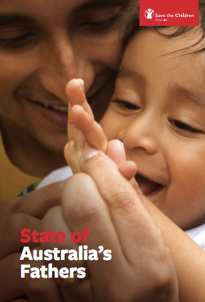 Save the Children
State of
Australia's
Fathers